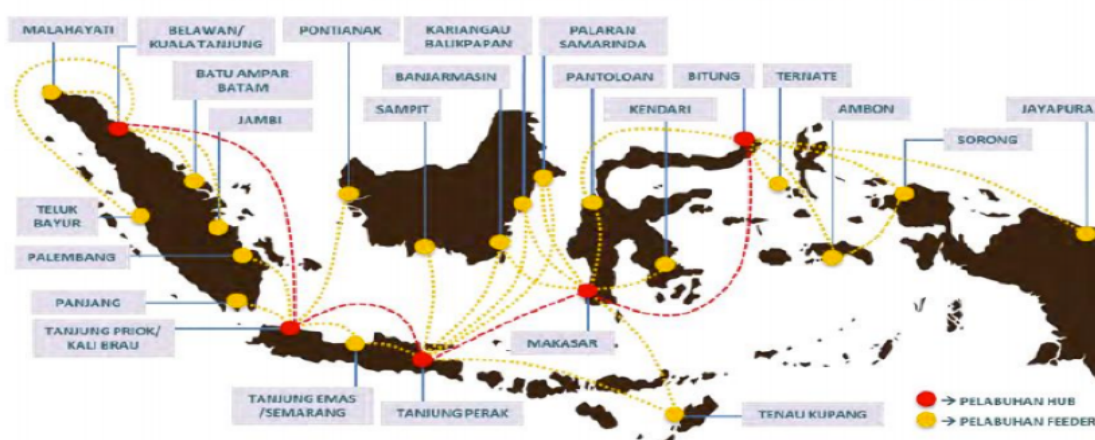 MALAHAYATI
BELAWAN/
KUALA TANJUNG
PONTIANAK
KARIANGAU
BALIKPAPAN
PALARAN
SAMARINDA
BATU AMPAR
BATAM
BANJARMASIN
PANTOLOAN
BITUNG
TERNATE
JAMBI
SAMPIT
KENDARI
AMBON
JAYAPURA
SORONG
TELUK
BAYUR
PALEMBANG
PANJANG
TANJUNG PRIOK/
KALI BRAU
MAKASAR
TANJUNG EMAS
/SEMARANG
TANJUNG PERAK
TENAU KUPANG
→ PELABUHAN HUB
→ PELABUHAN FEEDER